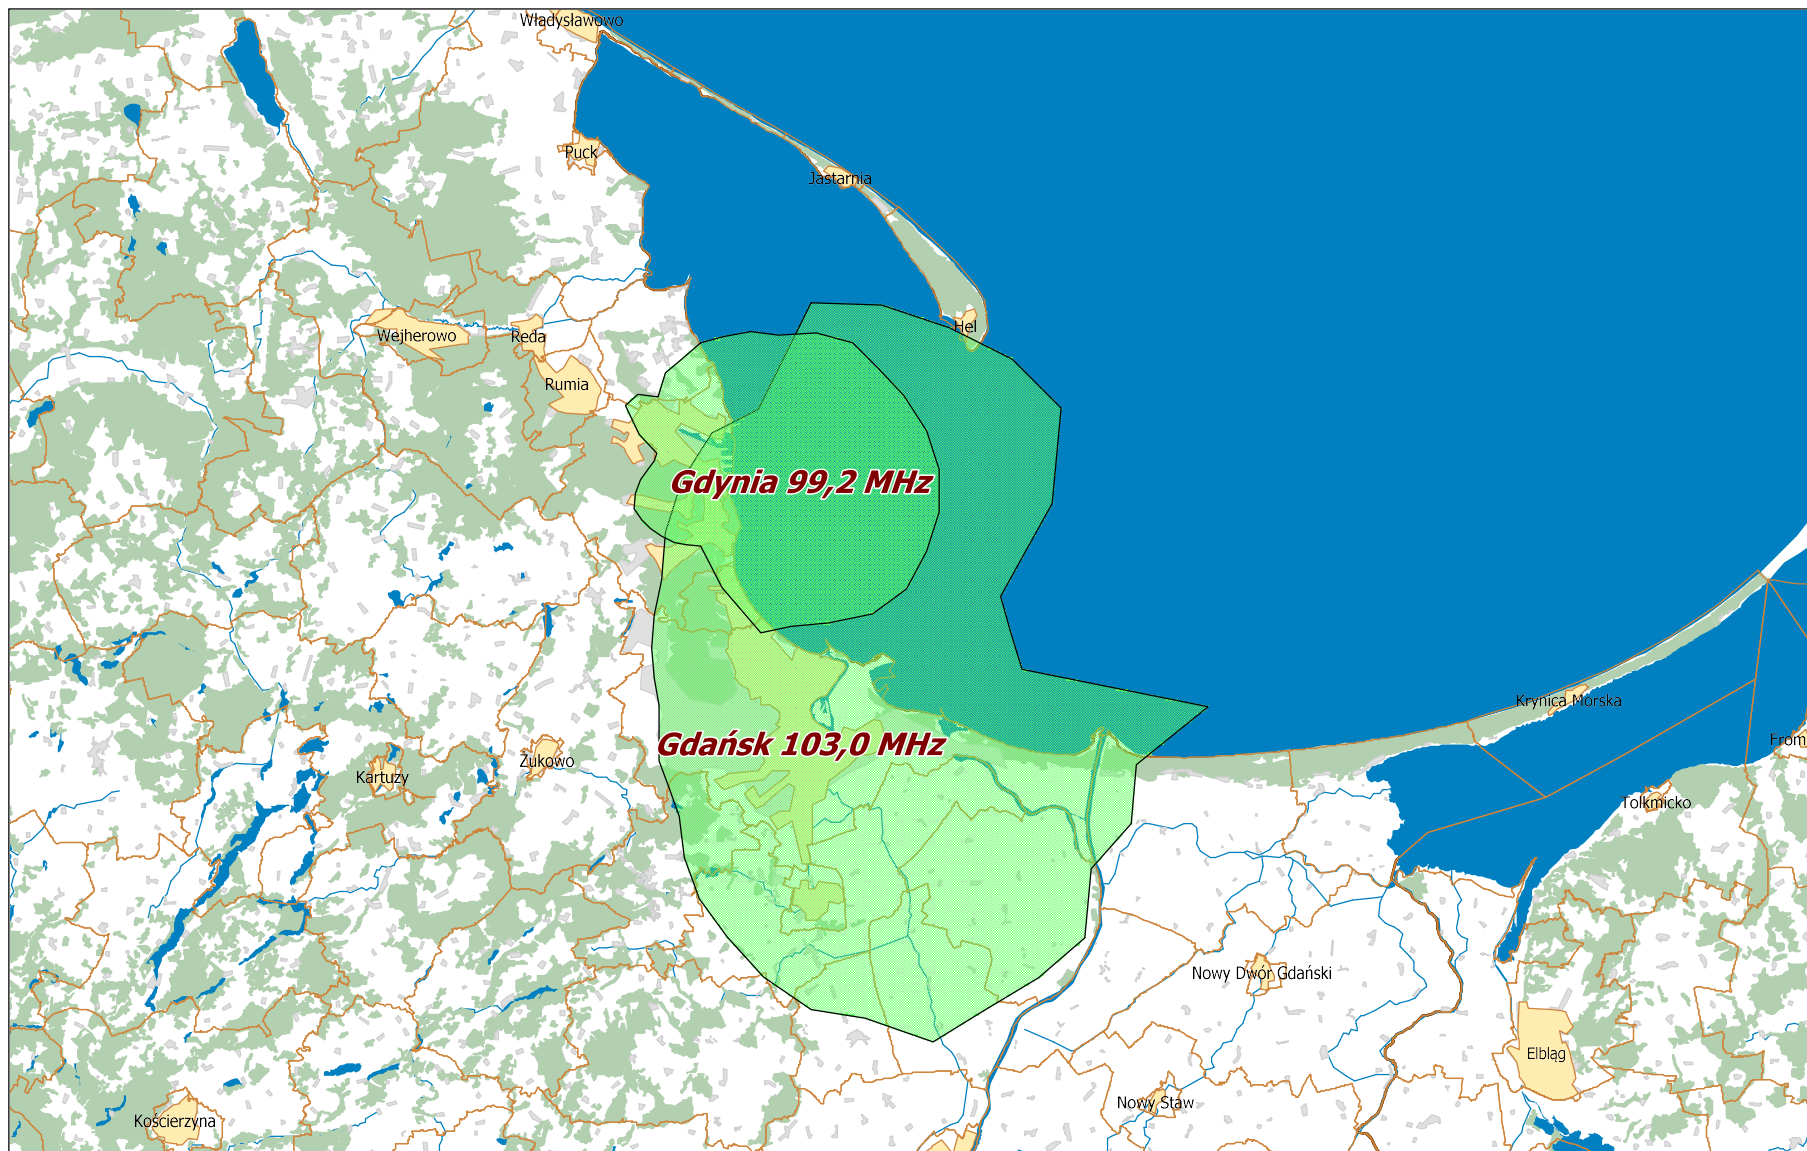 Władysławowo
Puck
Jastarnia
Hel
Wejherowo
Reda
Rumia
Gdynia 99,2 MHz
Krynica Morska
From
Gdańsk 103,0 MHz
Żukowo
Kartuzy
Tolkmicko
Nowy Dwór Gdański
Elbląg
Nowy Staw
Kościerzyna